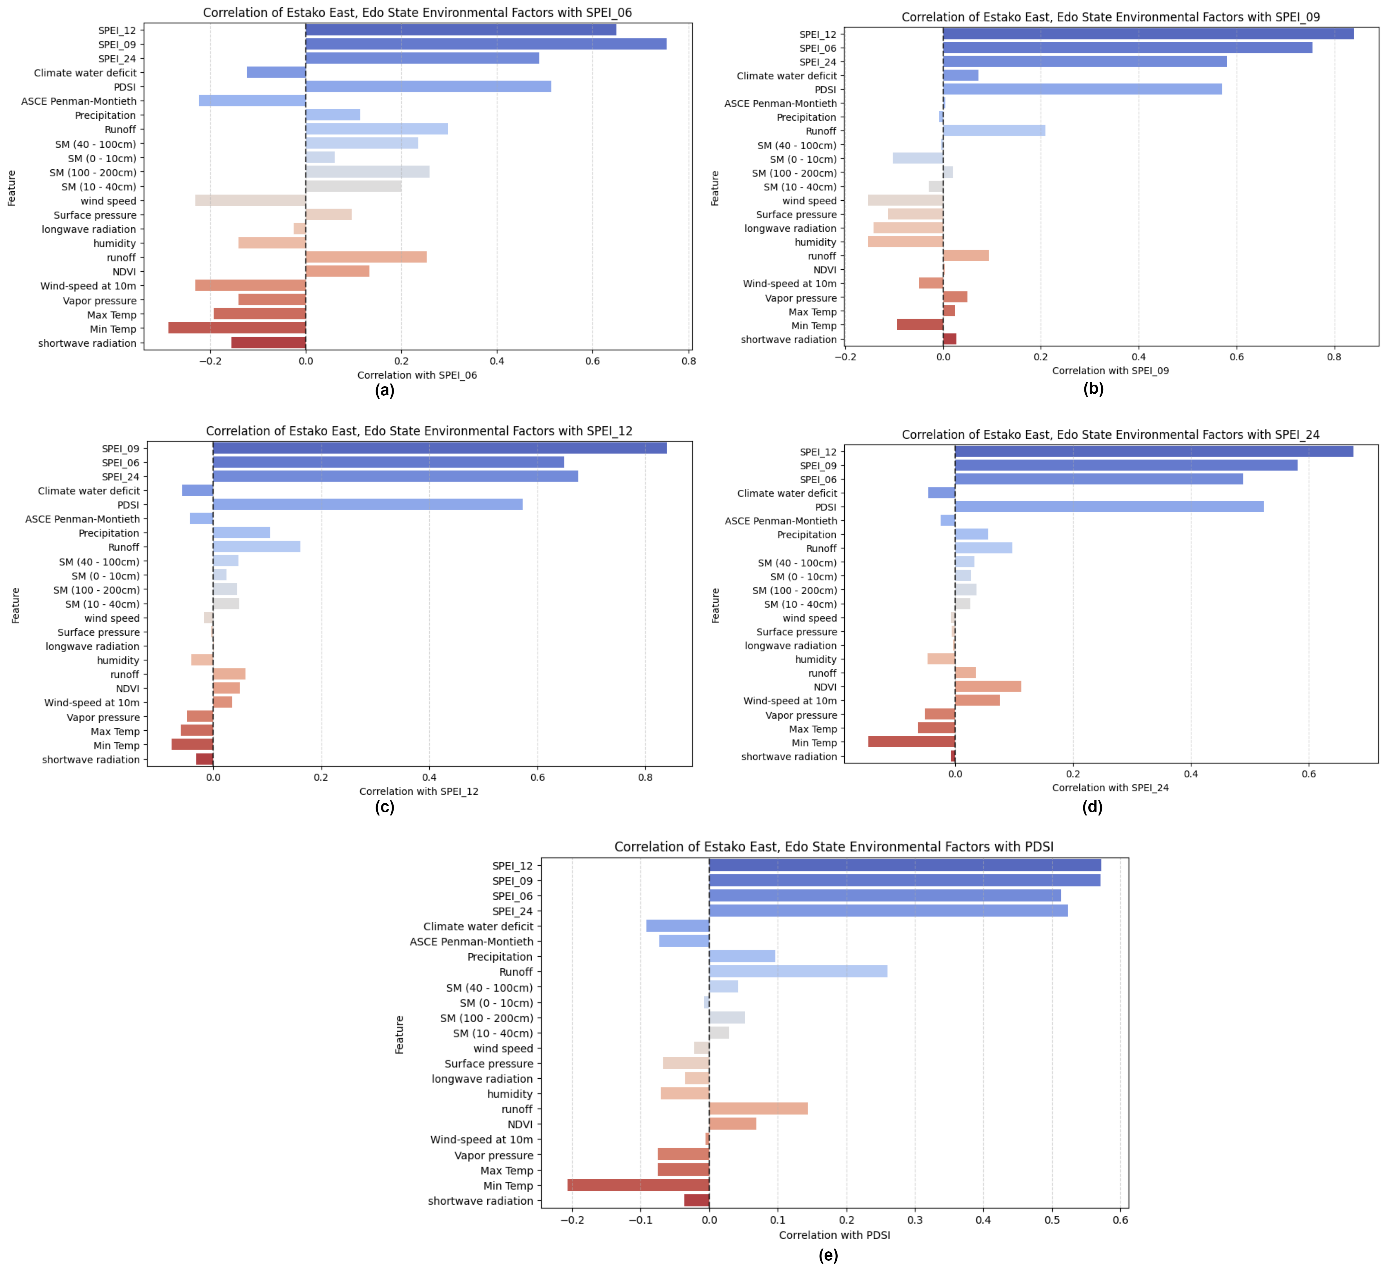 Correlation of Estako East, Edo State Environmental Factors with SPEI_06
SPEI_12
SPEI_09
SPEI_24
Climate water deficit
PDSI
ASCE Penman-Montieth
Precipitation
Runoff
SM (40 - 100cm)
SM (0 - 10cm)
SM (100 - 200cm)
SM (10 - 40cm)
wind speed
Surface pressure
longwave radiation
humidity
runoff
NDVI
Wind-speed at 10m
Vapor pressure
Max Temp
Min Temp
shortwave radiation
Feature
−0.2 0.0 0.2 0.4 0.6 0.8
Correlation with SPEI_06
(a)
Correlation of Estako East, Edo State Environmental Factors with SPEI_09
SPEI_12
SPEI_06
SPEI_24
Climate water deficit
PDSI
ASCE Penman-Montieth
Precipitation
Runoff
SM (40 - 100cm)
SM (0 - 10cm)
SM (100 - 200cm)
SM (10 - 40cm)
wind speed
Surface pressure
longwave radiation
humidity
runoff
NDVI
Wind-speed at 10m
Vapor pressure
Max Temp
Min Temp
shortwave radiation
Feature
−0.2 0.0 0.2 0.4 0.6 0.8
Correlation with SPEI_09
(b)
Correlation of Estako East, Edo State Environmental Factors with SPEI_12
SPEI_09
SPEI_06
SPEI_24
Climate water deficit
PDSI
ASCE Penman-Montieth
Precipitation
Runoff
SM (40 - 100cm)
SM (0 - 10cm)
SM (100 - 200cm)
SM (10 - 40cm)
wind speed
Surface pressure
longwave radiation
humidity
runoff
NDVI
Wind-speed at 10m
Vapor pressure
Max Temp
Min Temp
shortwave radiation
Feature
0.0 0.2 0.4 0.6 0.8
Correlation with SPEI_12
(c)
Correlation of Estako East, Edo State Environmental Factors with SPEI_24
SPEI_12
SPEI_09
SPEI_06
Climate water deficit
PDSI
ASCE Penman-Montieth
Precipitation
Runoff
SM (40 - 100cm)
SM (0 - 10cm)
SM (100 - 200cm)
SM (10 - 40cm)
wind speed
Surface pressure
longwave radiation
humidity
runoff
NDVI
Wind-speed at 10m
Vapor pressure
Max Temp
Min Temp
shortwave radiation
Feature
0.0 0.2 0.4 0.6
Correlation with SPEI_24
(d)
Correlation of Estako East, Edo State Environmental Factors with PDSI
SPEI_12
SPEI_09
SPEI_06
SPEI_24
Climate water deficit
ASCE Penman-Montieth
Precipitation
Runoff
SM (40 - 100cm)
SM (0 - 10cm)
SM (100 - 200cm)
SM (10 - 40cm)
wind speed
Surface pressure
longwave radiation
humidity
runoff
NDVI
Wind-speed at 10m
Vapor pressure
Max Temp
Min Temp
shortwave radiation
Feature
−0.2 −0.1 0.0 0.1 0.2 0.3 0.4 0.5 0.6
Correlation with PDSI
(e)